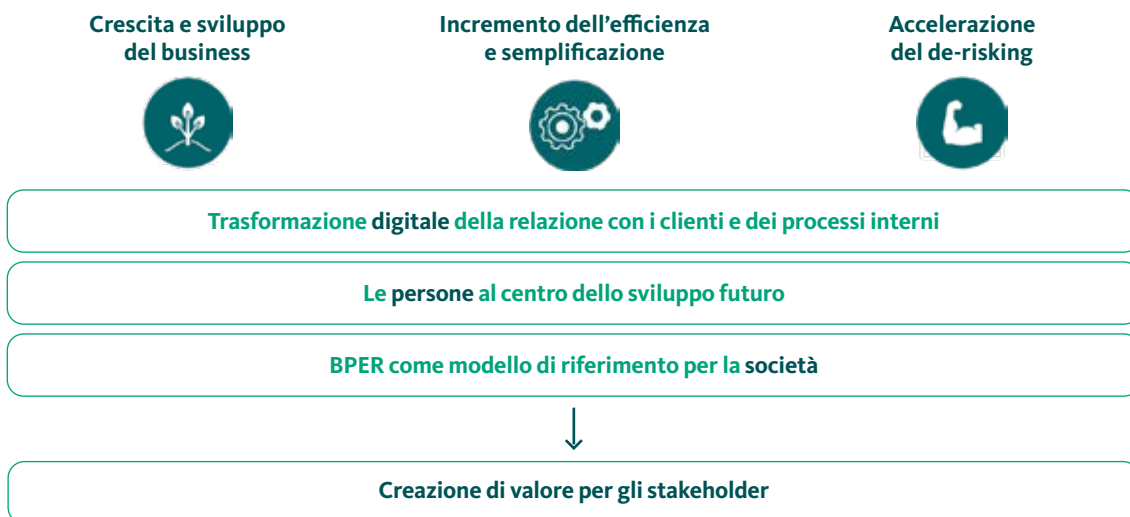 Crescita e sviluppo
del business
Incremento dell'efficienza
e semplificazione
Accelerazione
del de-risking
Trasformazione digitale della relazione con i clienti e dei processi interni
Le persone al centro dello sviluppo futuro
BPER come modello di riferimento per la società
Creazione di valore per gli stakeholder